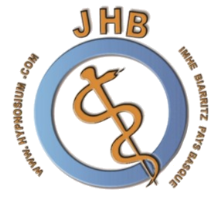 JHB
WWW.HYPNOSIUM.COM
IMHE BIARRITZ PAYS BASQUE